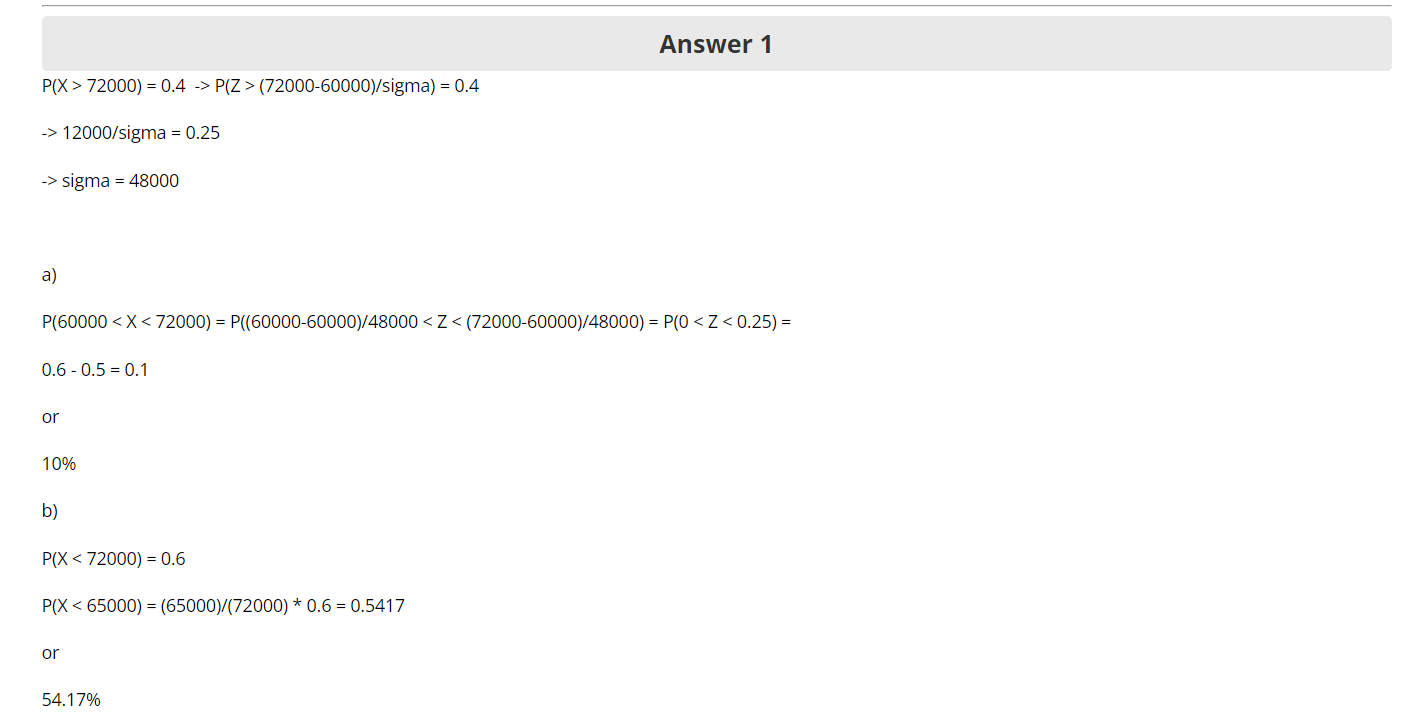 Answer 1
P(X > 72000) = 0.4  -> P(Z > (72000-60000)/sigma) = 0.4
-> 12000/sigma = 0.25
-> sigma = 48000
a)
P(60000 < X < 72000) = P((60000-60000)/48000 < Z < (72000-60000)/48000) = P(0 < Z < 0.25) =
0.6 - 0.5 = 0.1
or
10%
b)
P(X < 72000) = 0.6
P(X < 65000) = (65000)/(72000) * 0.6 = 0.5417
or
54.17%